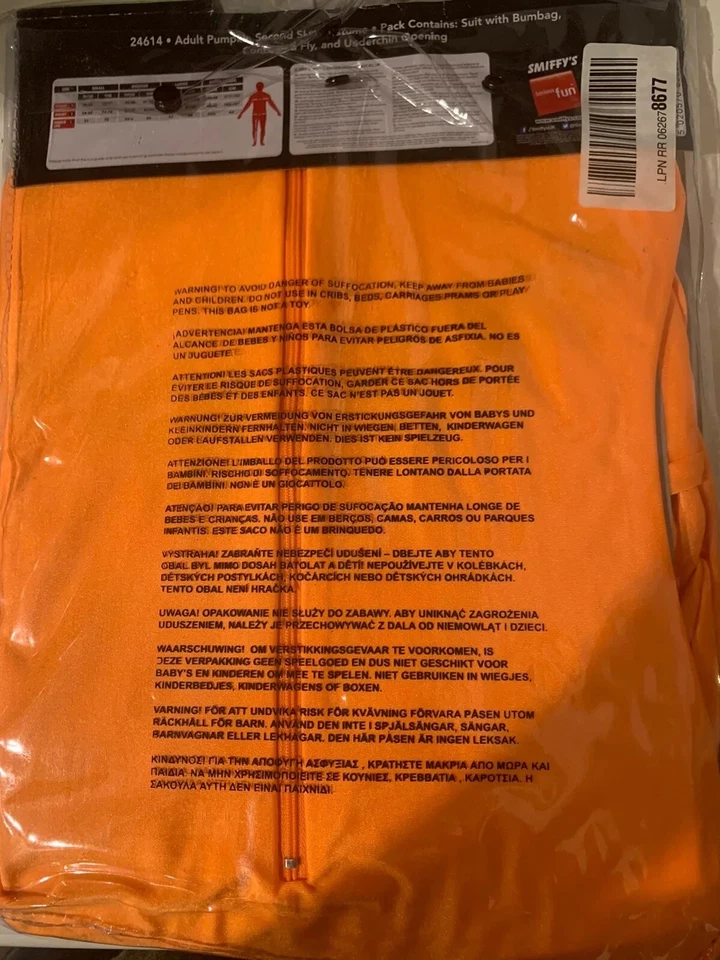 24614 • Adult Pumpkin Second Skin Costume • Pack Contains: Suit with Bumbag,
Fly, and Underchin Opening
SMIFFY'S
fun
LPN RR 062678677
WARNING! TO AVOID DANGER OF SUFFOCATION, KEEP AWAY FROM BABIES
AND CHILDREN. DO NOT USE IN CRIBS, BEDS, CARRIAGES PRAMS OR PLAY
PENS. THIS BAG IS NOT A TOY.
¡ADVERTENCIA! MANTENGA ESTA BOLSA DE PLÁSTICO FUERA DEL
ALCANCE DE BEBES Y NIÑOS PARA EVITAR PELIGROS DE ASFIXIA. NO ES
UN JUGUETE
ATTENTION! LES SACS PLASTIQUES PEUVENT ÊTRE DANGEREUX. POUR
EVITER LE RISQUE DE SUFFOCATION, GARDER CE SAC HORS DE PORTÉE
DES BÉBÉS ET DES ENFANTS. CE SAC N'EST PAS UN JOUET.
WARNUNG! ZUR VERMEIDUNG VON ERSTICKUNGSGEFAHR VON BABYS UND
KLEINKINDERN FERNHALTEN. NICHT IN WIEGEN, BETTEN, KINDERWAGEN
ODER LAUFSTALLEN VERWENDEN. DIES IST KEIN SPIELZEUG.
ATTENZIONE! L'IMBALLO DEL PRODOTTO PUÒ ESSERE PERICOLOSO PER I
BAMBINI. RISCHIO DI SOFFOCAMENTO. TENERE LONTANO DALLA PORTATA
DEI BAMBINI. NON É UN GIOCATTOLO.
ATENÇAO! PARA EVITAR PERIGO DE SUFOCAÇÃO MANTENHA LONGE DE
BEBES E CRIANÇAS. NÃO USE EM BERÇOS, CAMAS, CARROS OU PARQUES
INFANTIS. ESTE SACO NÃO É UM BRINQUEDO.
VYSTRAHA! ZABRAŇTE NEBEZPEČÍ UDUŠENÍ – DBEJTE ABY TENTO
OBAL BYL MIMO DOSAH BATOLAT A DĚTÍ! NEPOUŽÍVEJTE V KOLÉBKÁCH,
DĚTSKÝCH POSTYLKÁCH, KOČÁRCÍCH NEBO DĚTSKÝCH OHRÁDKÁCH.
TENTO OBAL NENÍ HRAČKA.
UWAGA! OPAKOWANIE NIE SŁUŻY DO ZABAWY. ABY UNIKNĄĆ ZAGROŻENIA
UDUSZENIEM, NALEŻY JE PRZECHOWYWAĆ Z DALA OD NIEMOWLĄT I DZIECI.
WAARSCHUWING! OM VERSTIKKINGSGEVAAR TE VOORKOMEN, IS
DEZE VERPAKKING GEEN SPEELGOED EN DUS NIET GESCHIKT VOOR
BABY'S EN KINDEREN OM MEE TE SPELEN. NIET GEBRUIKEN IN WIEGJES,
KINDERBEDJES, KINDERWAGENS OF BOXEN.
VARNING! FÖR ATT UNDVIKA RISK FÖR KVÄVNING FÖRVARA PÅSEN UTOM
RÄCKHÅLL FÖR BARN. ANVÄND DEN INTE I SPJÄLSÄNGAR, SÄNGAR,
BARNVAGNAR ELLER LEKHAGAR. DEN HÄR PÅSEN ÄR INGEN LEKSAK.
ΚΙΝΔΥΝΟΣ! ΓΙΑ ΤΗΝ ΑΠΟΦΥΓΗ ΑΣΦΥΞΙΑΣ , ΚΡΑΤΗΣΤΕ ΜΑΚΡΙΑ ΑΠΟ ΜΩΡΑ ΚΑΙ
ΠΑΙΔΙΑ. ΝΑ ΜΗΝ ΧΡΗΣΙΜΟΠΟΙΕΙΤΕ ΣΕ ΚΟΥΝΙΕΣ, ΚΡΕΒΒΑΤΙΑ , ΚΑΡΟΤΣΙΑ. Η
ΣΑΚΟΥΛΑ ΑΥΤΗ ΔΕΝ ΕΙΝΑΙ ΠΑΙΧΝΙΔΙ.